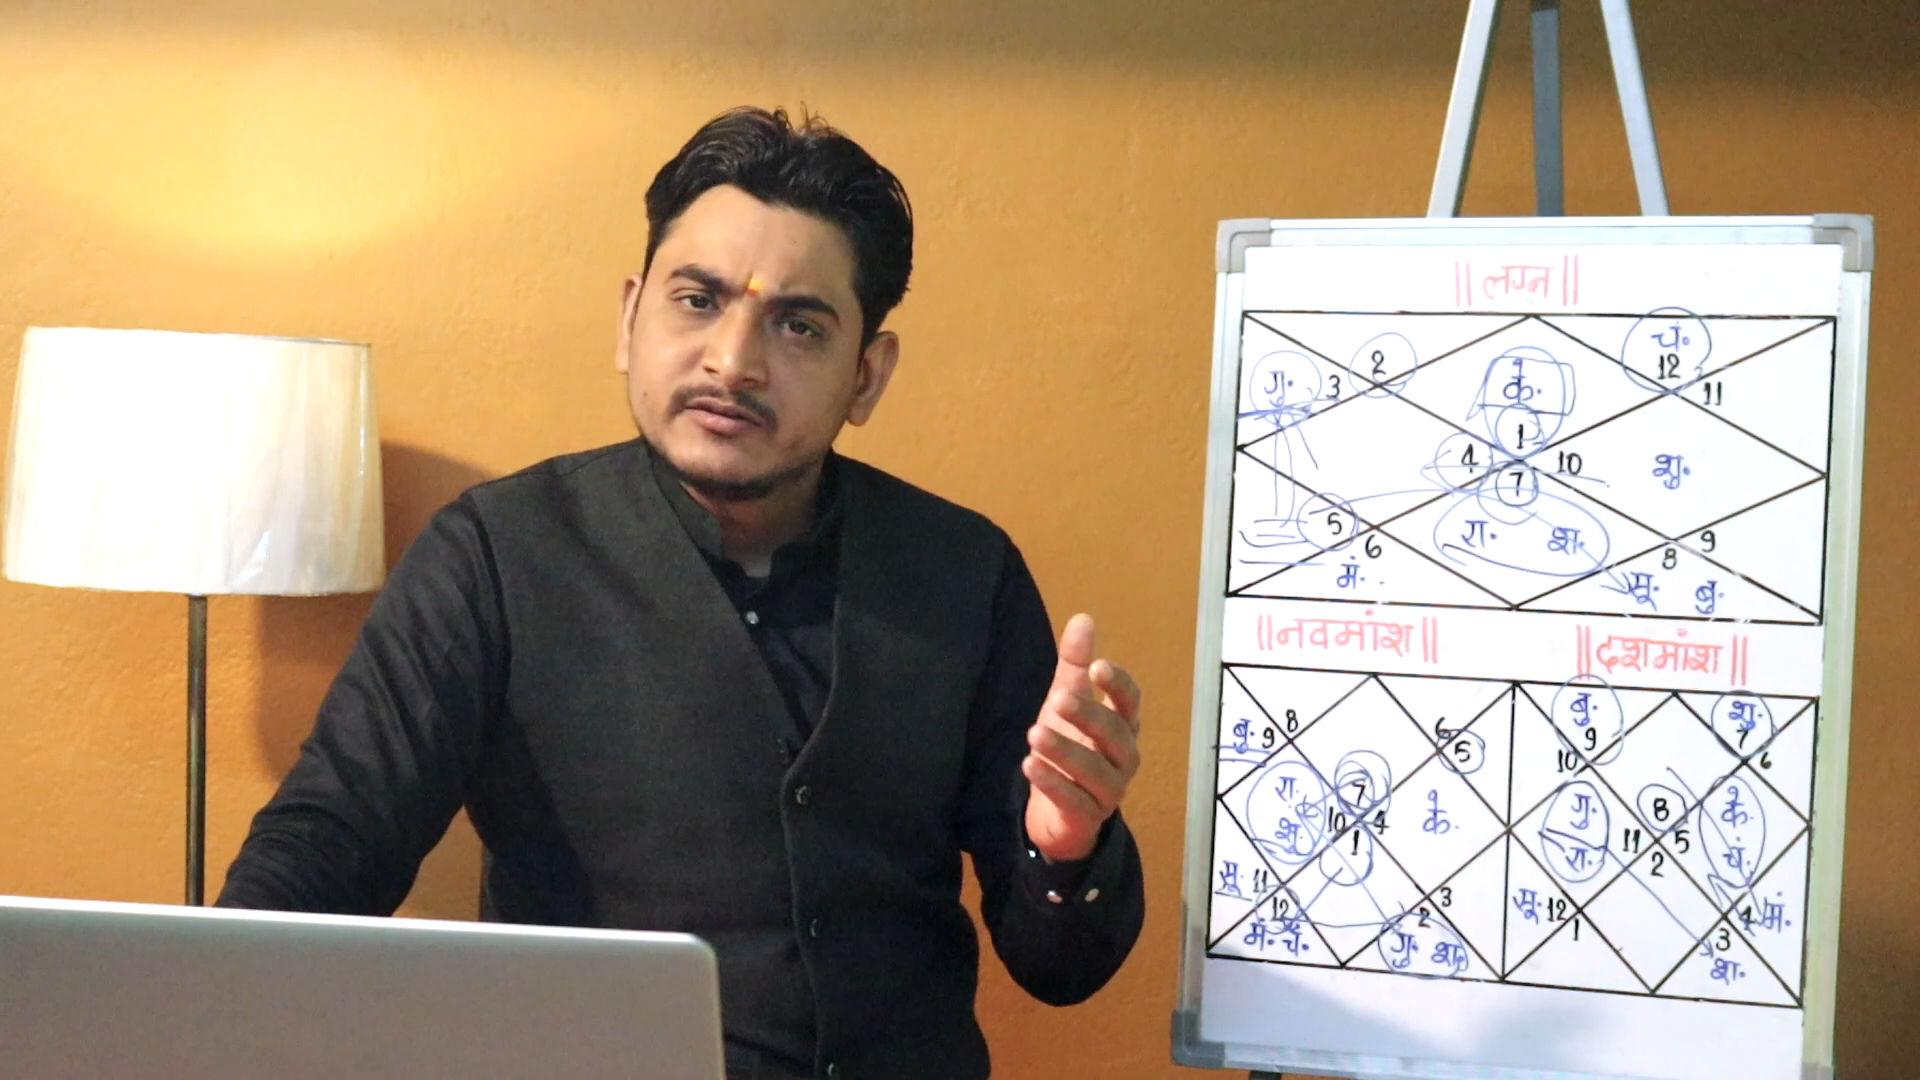 ||लग्न||
चं.
12
2
के.
गु. 3
11
1
4 10
शु.
7
5
रा. श.
6
9
8
मं.
सू. बु.
||नवमांश||
||दशमांश||
8
6
बु. 9
5
7
रा.
के.
10 4
शु.
1
सू. 11
3
12
2
मं. चं.
गु. श.
बु.
शु.
9
7
10
6
गु.
8
के.
11 5
रा.
2
चं.
सू. 12
4 मं.
1
3
श.